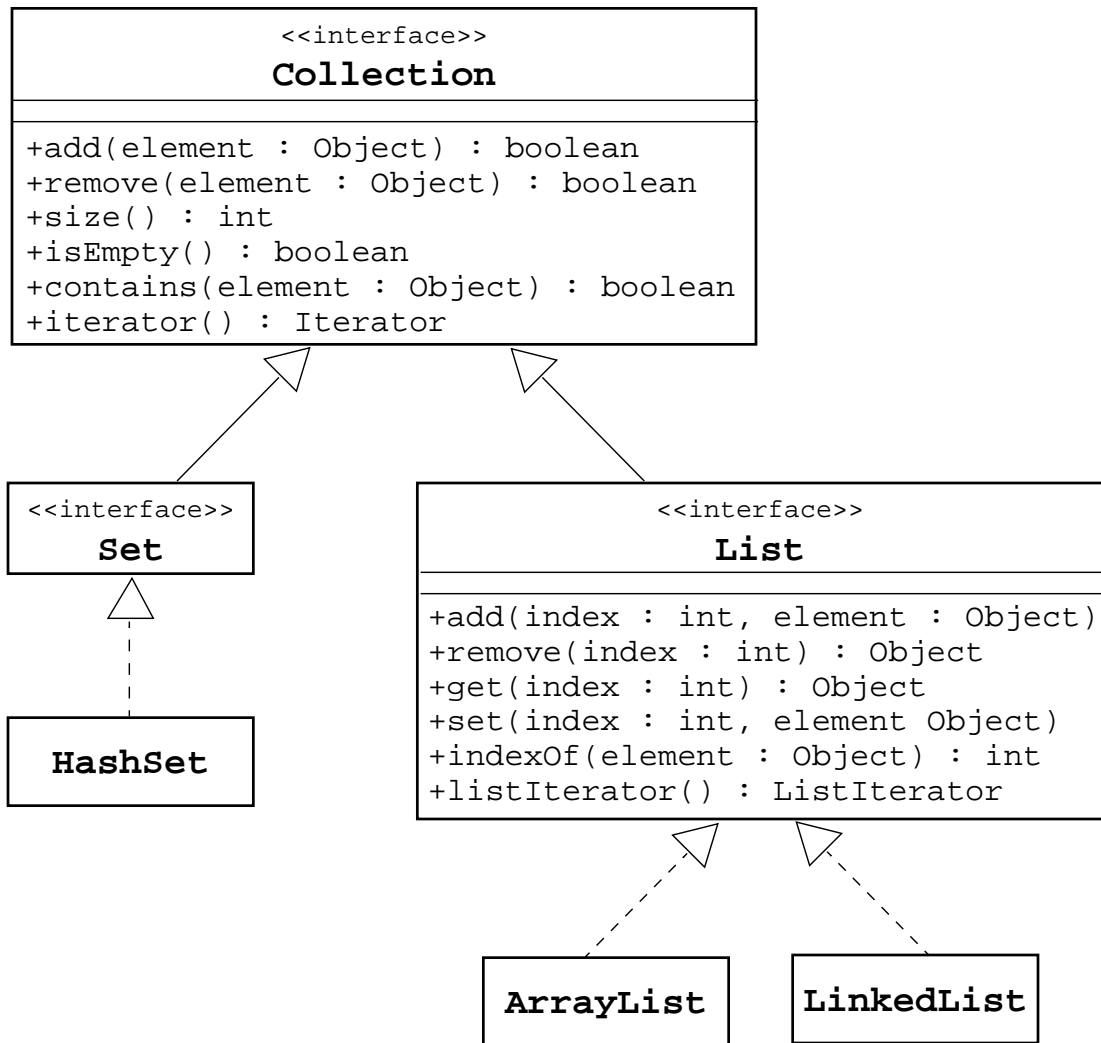 <<interface>>
Collection
+add(element : Object) : boolean
+remove(element : Object) : boolean
+size() : int
+isEmpty() : boolean
+contains(element : Object) : boolean
+iterator() : Iterator
<<interface>>
Set
<<interface>>
List
+add(index : int, element : Object)
+remove(index : int) : Object
+get(index : int) : Object
+set(index : int, element Object)
+indexOf(element : Object) : int
+listIterator() : ListIterator
HashSet
ArrayList
LinkedList